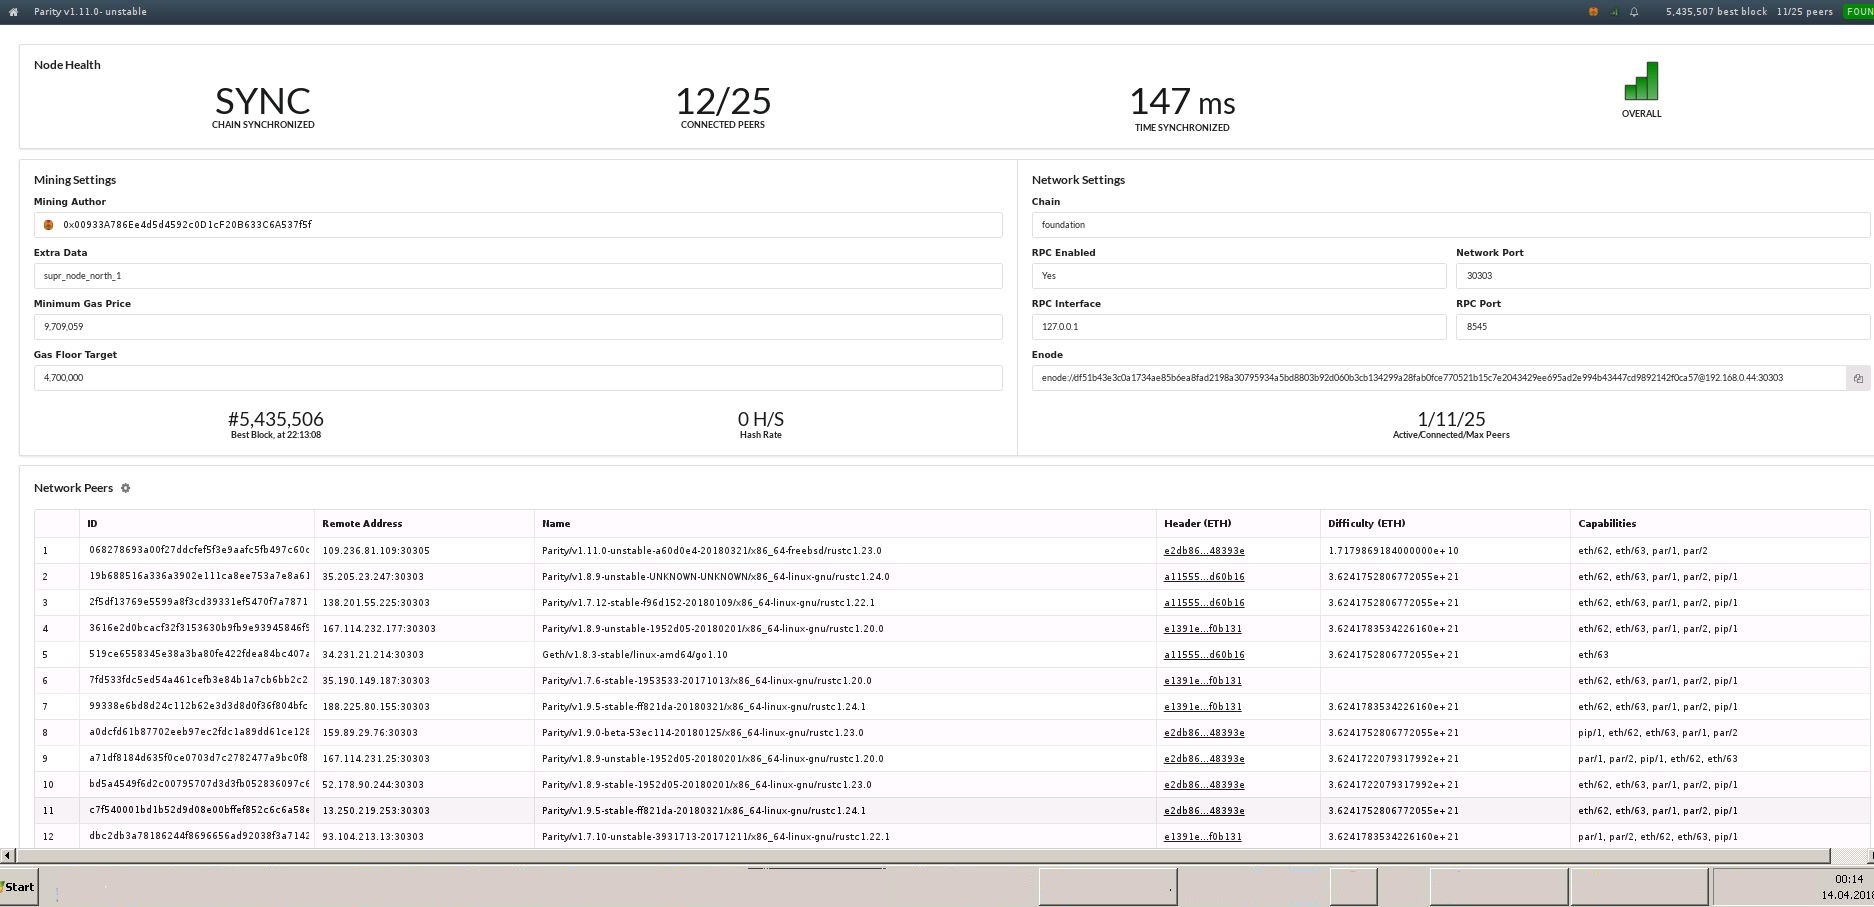 Parity v1.11.0- unstable
5,435,507 best block 11/25 peers FOUN
Node Health
SYNC 12/25 147 ms
CHAIN SYNCHRONIZED CONNECTED PEERS TIME SYNCHRONIZED OVERALL
Mining Settings
Mining Author
0x00933A786Ee4d5d4592c0D1cF20B633C6A537f5f
Extra Data
supr_node_north_1
Minimum Gas Price
9,709,059
Gas Floor Target
4,700,000
#5,435,506 0 H/S
Best Block, at 22:13:08 Hash Rate
Network Settings
Chain
foundation
RPC Enabled Network Port
Yes 30303
RPC Interface RPC Port
127.0.0.1 8545
Enode
enode://df51b43e3c0a1734ae85b6ea8fad2198a30795934a5bd8803b92d060b3cb134299a28fab0fce770521b15c7e2043429ee695ad2e994b43447cd9892142f0ca57@192.168.0.44:30303
1/11/25
Active/Connected/Max Peers
Network Peers
ID Remote Address Name Header (ETH) Difficulty (ETH) Capabilities
1 068278693a00f27ddcfef5f3e9aafc5fb497c60c 109.236.81.109:30305 Parity/v1.11.0-unstable-a60d0e4-20180321/x86_64-freebsd/rustc1.23.0 e2db86...48393e 1.7179869184000000e+10 eth/62, eth/63, par/1, par/2
2 19b688516a336a3902e111ca8ee753a7e8a61 35.205.23.247:30303 Parity/v1.8.9-unstable-UNKNOWN-UNKNOWN/x86_64-linux-gnu/rustc1.24.0 a11555...d60b16 3.6241752806772055e+21 eth/62, eth/63, par/1, par/2, pip/1
3 2f5df13769e5599a8f3cd39331ef5470f7a7871 138.201.55.225:30303 Parity/v1.7.12-stable-f96d152-20180109/x86_64-linux-gnu/rustc1.22.1 a11555...d60b16 3.6241752806772055e+21 eth/62, eth/63, par/1, par/2, pip/1
4 3616e2d0bcacf32f3153630b9fb9e93945846f9 167.114.232.177:30303 Parity/v1.8.9-unstable-1952d05-20180201/x86_64-linux-gnu/rustc1.20.0 e1391e...f0b131 3.6241783534226160e+21 eth/62, eth/63, par/1, par/2, pip/1
5 519ce6558345e38a3ba80fe422fdea84bc407a 34.231.21.214:30303 Geth/v1.8.3-stable/linux-amd64/go1.10 a11555...d60b16 3.6241752806772055e+21 eth/63
6 7fd533fdc5ed54a461cefb3e84b1a7cb6bb2c2 35.190.149.187:30303 Parity/v1.7.6-stable-1953533-20171013/x86_64-linux-gnu/rustc1.20.0 e1391e...f0b131 eth/62, eth/63, par/1, par/2, pip/1
7 99338e6bd8d24c112b62e3d3d8d0f36f804bfc 188.225.80.155:30303 Parity/v1.9.5-stable-ff821da-20180321/x86_64-linux-gnu/rustc1.24.1 e1391e...f0b131 3.6241783534226160e+21 eth/62, eth/63, par/1, par/2, pip/1
8 a0dcfd61b87702eeb97ec2fdc1a89dd61ce128 159.89.29.76:30303 Parity/v1.9.0-beta-53ec114-20180125/x86_64-linux-gnu/rustc1.23.0 e2db86...48393e 3.6241752806772055e+21 pip/1, eth/62, eth/63, par/1, par/2
9 a71df8184d635f0ce0703d7c2782477a9bc0f8 167.114.231.25:30303 Parity/v1.8.9-unstable-1952d05-20180201/x86_64-linux-gnu/rustc1.20.0 e2db86...48393e 3.6241722079317992e+21 par/1, par/2, pip/1, eth/62, eth/63
10 bd5a4549f6d2c00795707d3d3fb052836097c6 52.178.90.244:30303 Parity/v1.8.9-stable-1952d05-20180201/x86_64-linux-gnu/rustc1.23.0 e2db86...48393e 3.6241722079317992e+21 eth/62, eth/63, par/1, par/2, pip/1
11 c7f540001bd1b52d9d08e00bffef852c6c6a58e 13.250.219.253:30303 Parity/v1.9.5-stable-ff821da-20180321/x86_64-linux-gnu/rustc1.24.1 e2db86...48393e 3.6241752806772055e+21 eth/62, eth/63, par/1, par/2, pip/1
12 dbc2db3a78186244f8696656ad92038f3a7142 93.104.213.13:30303 Parity/v1.7.10-unstable-3931713-20171211/x86_64-linux-gnu/rustc1.22.1 e1391e...f0b131 3.6241783534226160e+21 par/1, par/2, eth/62, eth/63, pip/1
Start
00:14
14.04.2018